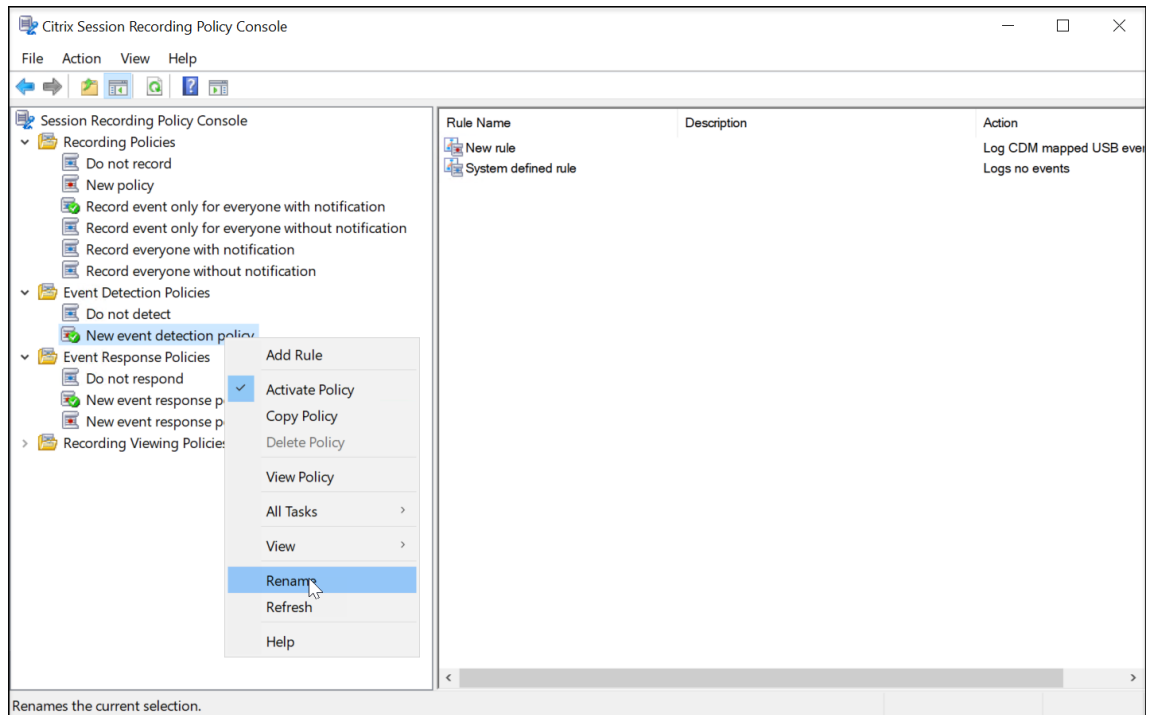 Citrix Session Recording Policy Console
File Action View Help
Session Recording Policy Console
Recording Policies
Do not record
New policy
Record event only for everyone with notification
Record event only for everyone without notification
Record everyone with notification
Record everyone without notification
Event Detection Policies
Do not detect
New event detection policy
Event Response Policies
Do not respond
New event response p
New event response p
Recording Viewing Policies
Add Rule
Activate Policy
Copy Policy
Delete Policy
View Policy
All Tasks
View
Rename
Refresh
Help
Rule Name Description Action
New rule Log CDM mapped USB eve
System defined rule Logs no events
Renames the current selection.